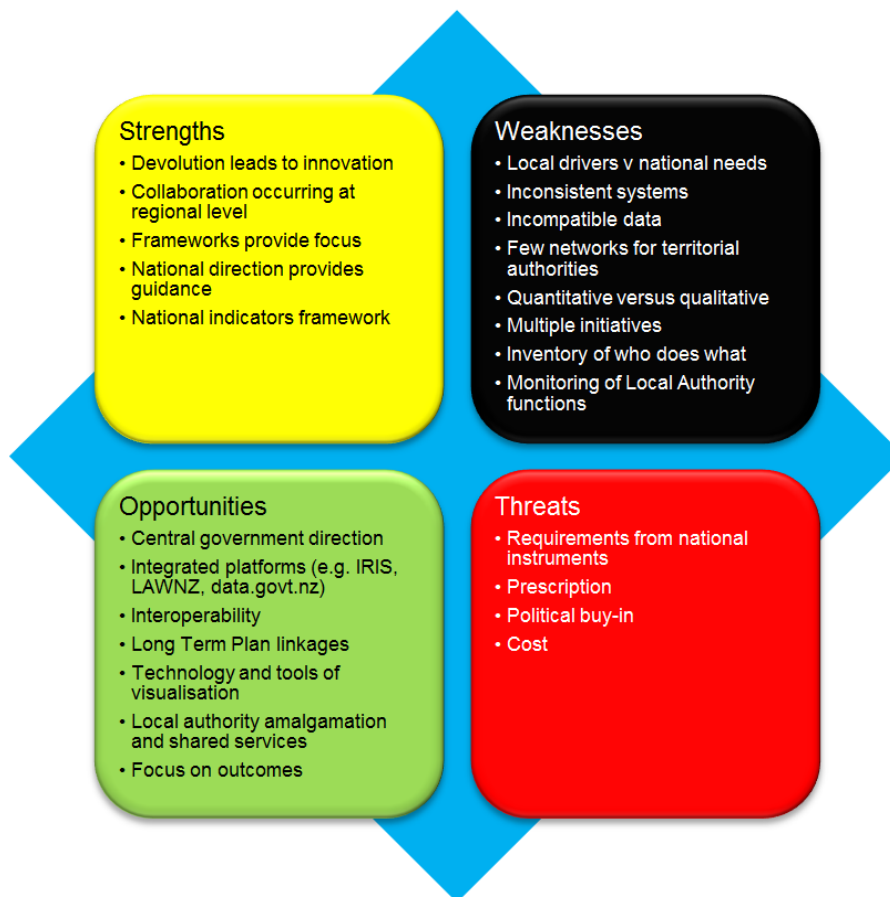 Strengths
• Devolution leads to innovation
• Collaboration occurring at
regional level
• Frameworks provide focus
• National direction provides
guidance
• National indicators framework
Weaknesses
• Local drivers v national needs
• Inconsistent systems
• Incompatible data
• Few networks for territorial
authorities
• Quantitative versus qualitative
• Multiple initiatives
• Inventory of who does what
• Monitoring of Local Authority
functions
Opportunities
• Central government direction
• Integrated platforms (e.g. IRIS,
LAWNZ, data.govt.nz)
• Interoperability
• Long Term Plan linkages
• Technology and tools of
visualisation
• Local authority amalgamation
and shared services
• Focus on outcomes
Threats
• Requirements from national
instruments
• Prescription
• Political buy-in
• Cost